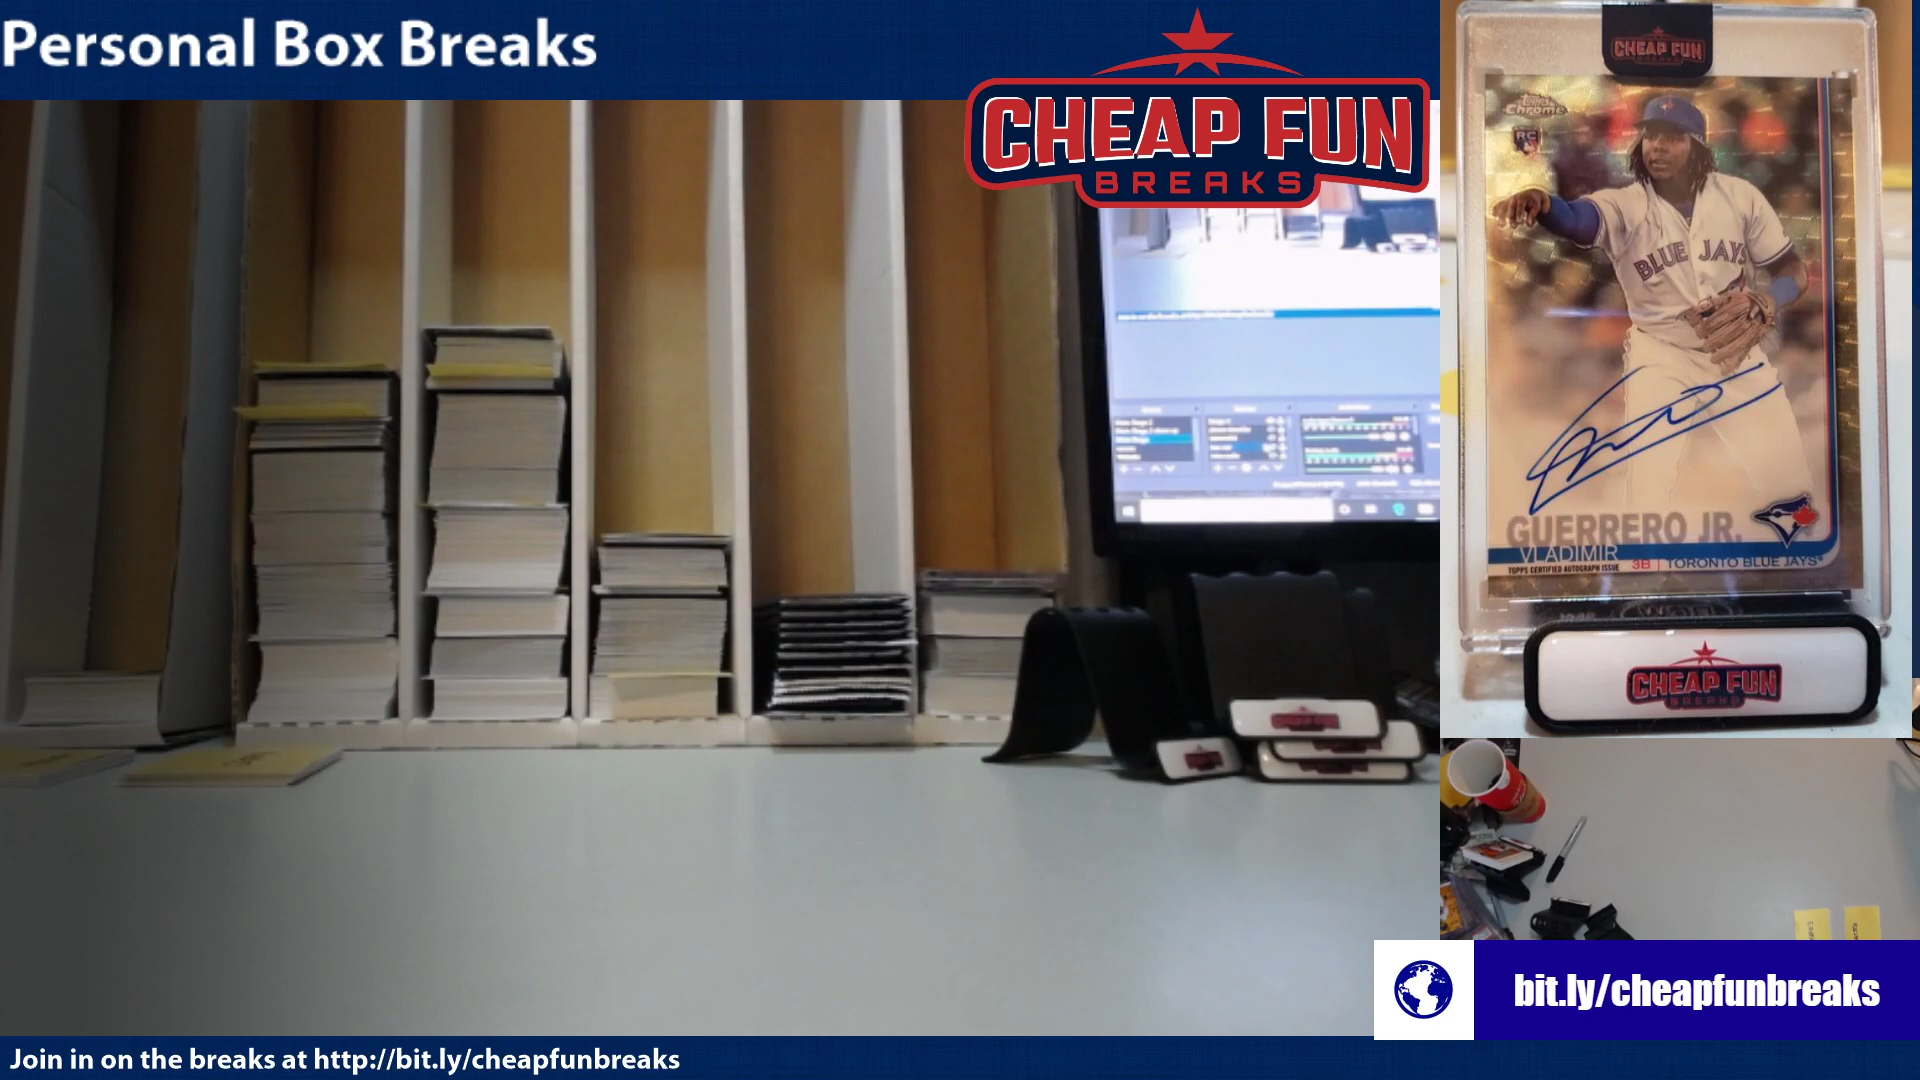 Personal Box Breaks
CHEAP FUN
BREAKS
CHEAP FUN
Topps
Chrome
RC
BLUE JAYS
GUERRERO JR.
VLADIMIR
TOPPS CERTIFIED AUTOGRAPH ISSUE 3B TORONTO BLUE JAYS
CHEAP FUN
BREAKS
bit.ly/cheapfunbreaks
Join in on the breaks at http://bit.ly/cheapfunbreaks